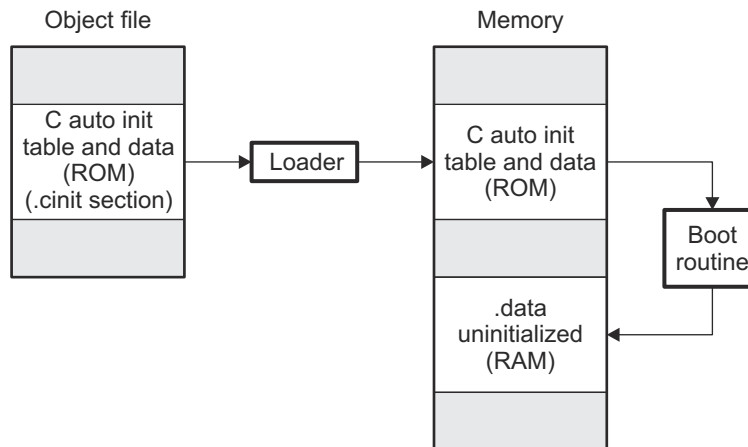 Object file
Memory
C auto init
table and data
(ROM)
(.cinit section)
Loader
C auto init
table and data
(ROM)
Boot
routine
.data
uninitialized
(RAM)